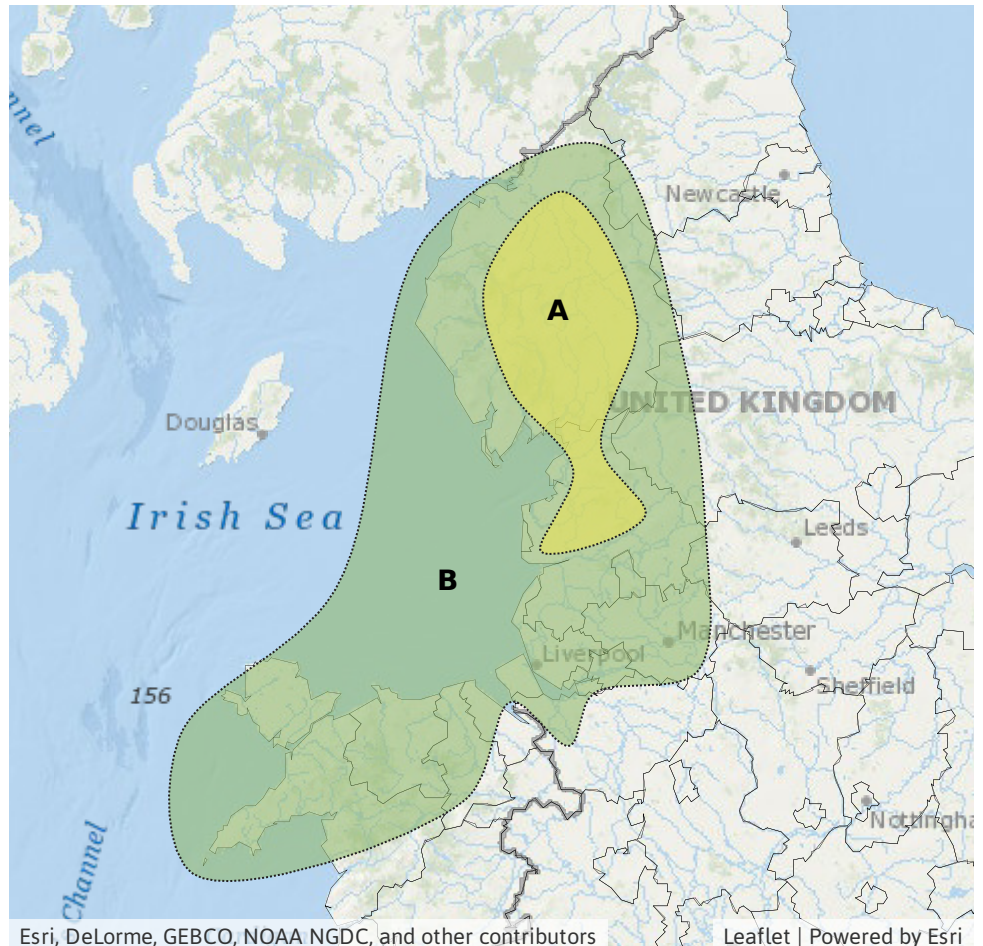 nnel
Newcastle
A
UNITED KINGDOM
Douglas
Irish Sea
Leeds
B
Manchester
Liverpool
Sheffield
156
Nottingha
Channel
Esri, DeLorme, GEBCO, NOAA NGDC, and other contributors
Leaflet | Powered by Esri